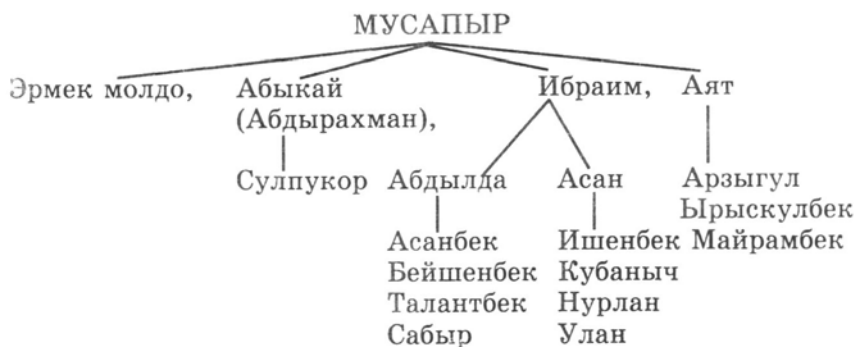 МУСАПЫР
Эрмек молдо, Абыкай Ибраим, Аят
(Абдырахман),
Сулпукор Абдылда Асан Арзыгул
Ырыскулбек
Асанбек Ишенбек Майрамбек
Бейшенбек Кубаныч
Талантбек Нурлан
Сабыр Улан